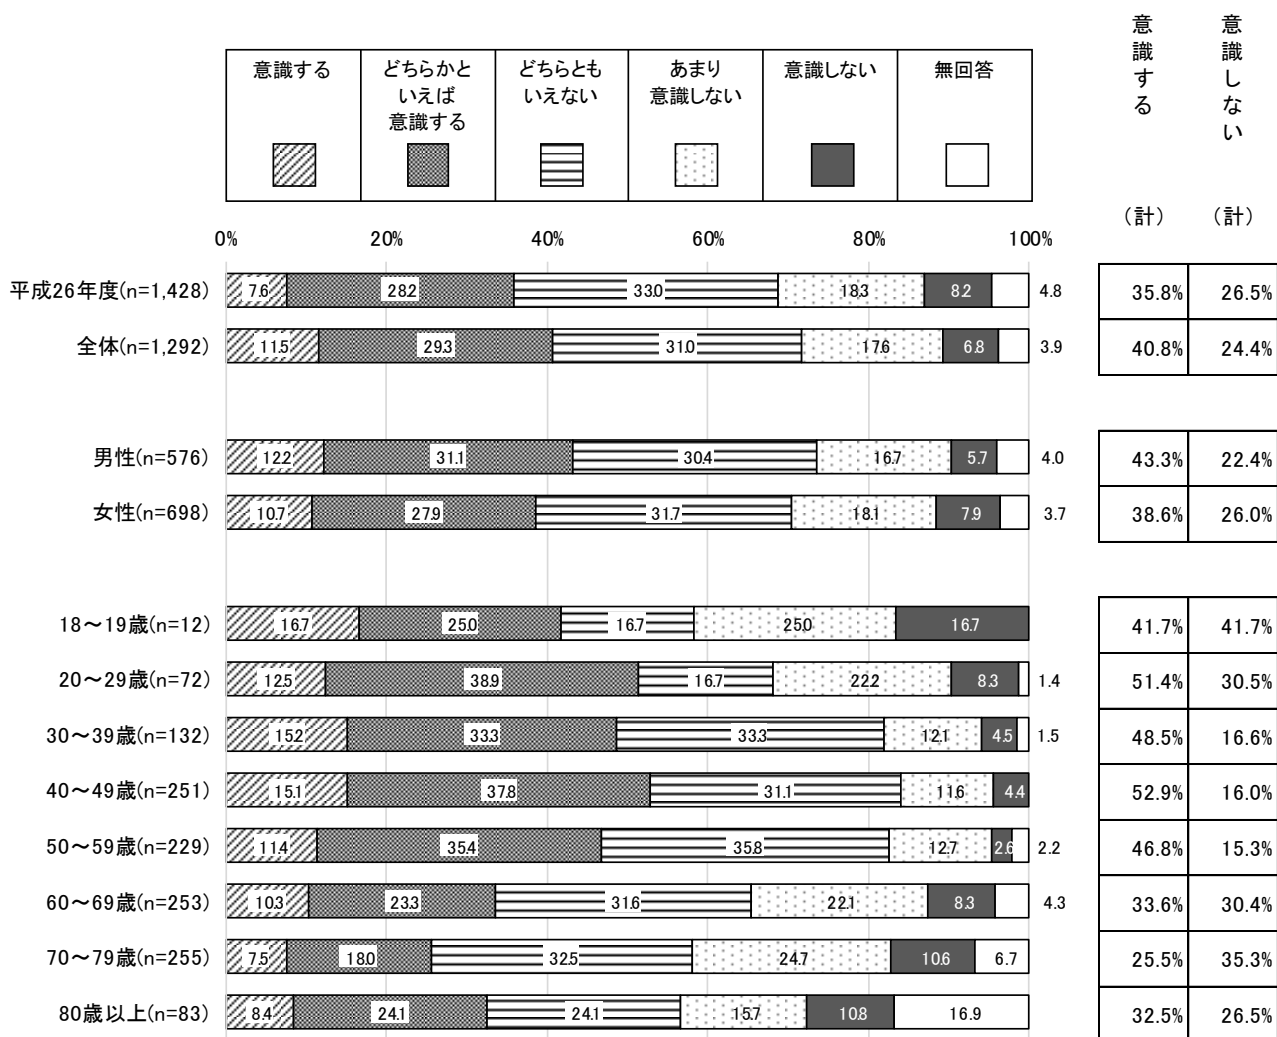 意識する
意識しない
意識する
どちらかと
いえば
意識する
どちらとも
いえない
あまり
意識しない
意識しない
無回答
（計） （計）
0% 20% 40% 60% 80% 100%
平成26年度(n=1,428) 7.6 28.2 33.0 18.3 8.2 4.8 35.8% 26.5%
全体(n=1,292) 11.5 29.3 31.0 17.6 6.8 3.9 40.8% 24.4%
男性(n=576) 12.2 31.1 30.4 16.7 5.7 4.0 43.3% 22.4%
女性(n=698) 10.7 27.9 31.7 18.1 7.9 3.7 38.6% 26.0%
18～19歳(n=12) 16.7 25.0 16.7 25.0 16.7 41.7% 41.7%
20～29歳(n=72) 12.5 38.9 16.7 22.2 8.3 1.4 51.4% 30.5%
30～39歳(n=132) 15.2 33.3 33.3 12.1 4.5 1.5 48.5% 16.6%
40～49歳(n=251) 15.1 37.8 31.1 11.6 4.4 52.9% 16.0%
50～59歳(n=229) 11.4 35.4 35.8 12.7 2.6 2.2 46.8% 15.3%
60～69歳(n=253) 10.3 23.3 31.6 22.1 8.3 4.3 33.6% 30.4%
70～79歳(n=255) 7.5 18.0 32.5 24.7 10.6 6.7 25.5% 35.3%
80歳以上(n=83) 8.4 24.1 24.1 15.7 10.8 16.9 32.5% 26.5%